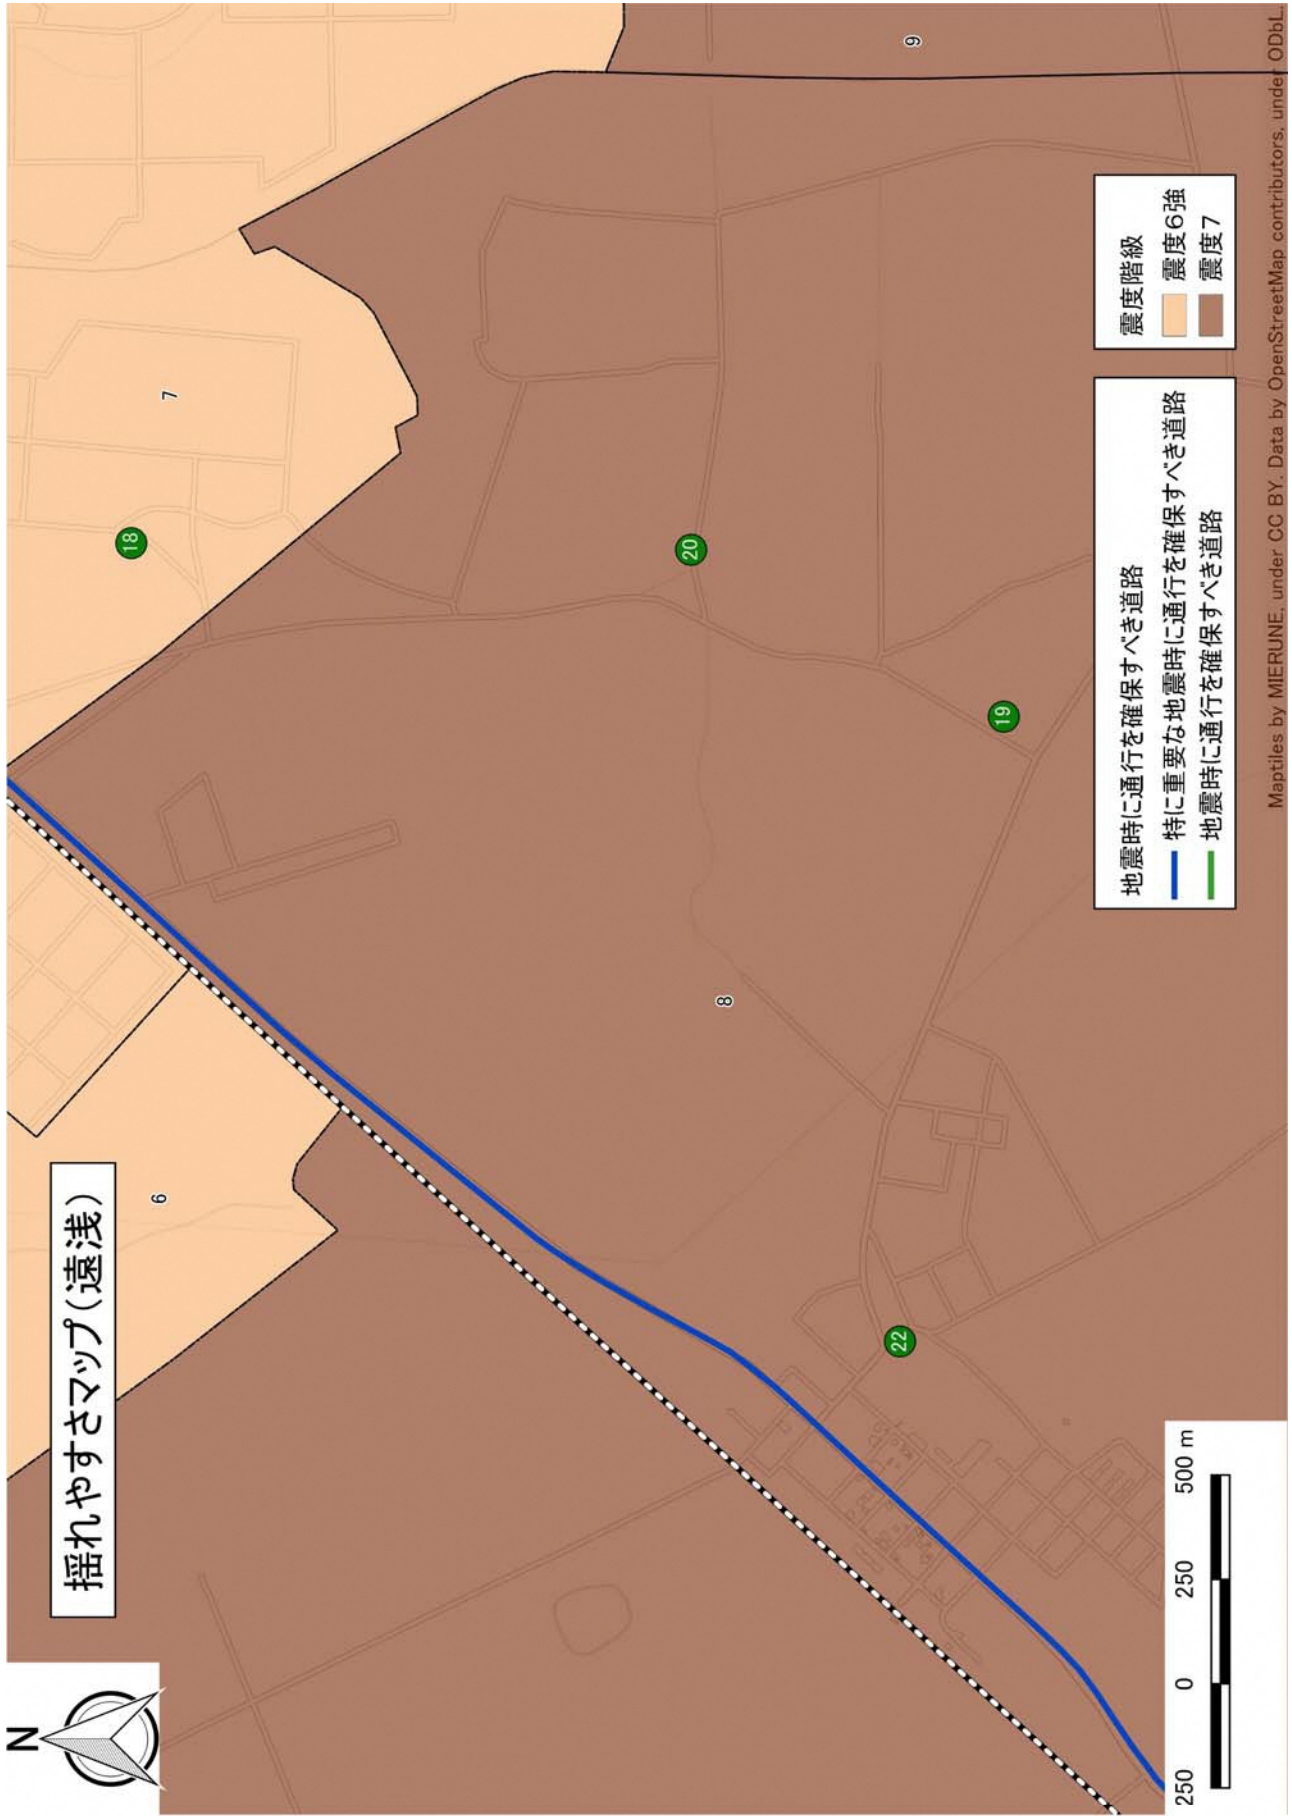 揺れやすさマップ(遠浅)
N
6
7
18
8
20
9
19
22
地震時に通行を確保すべき道路
特に重要な地震時に通行を確保すべき道路
地震時に通行を確保すべき道路
震度階級
震度6強
震度7
250 0 250 500 m
Maptiles by MIERUNE, under CC BY. Data by OpenStreetMap contributors, under ODbL.